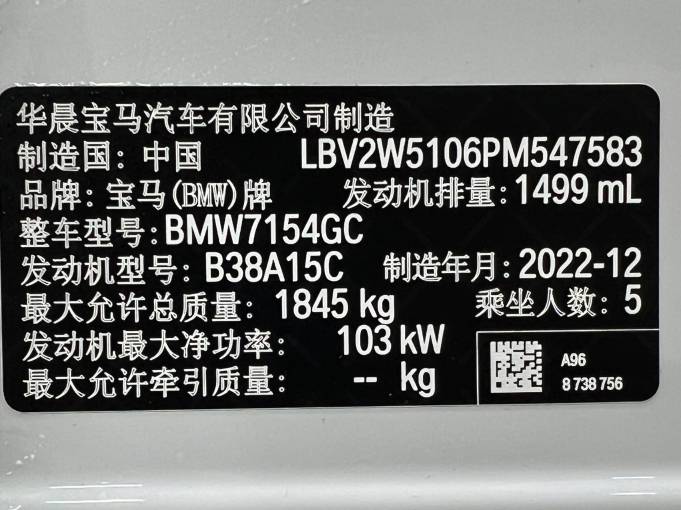 华晨宝马汽车有限公司制造
制造国：中国 LBV2W5106PM547583
品牌：宝马(BMW)牌 发动机排量：1499 mL
整车型号：BMW7154GC
发动机型号：B38A15C 制造年月：2022-12
最大允许总质量：1845 kg 乘坐人数：5
发动机最大净功率：103 kW
最大允许牵引质量：-- kg
A96
8 738 756